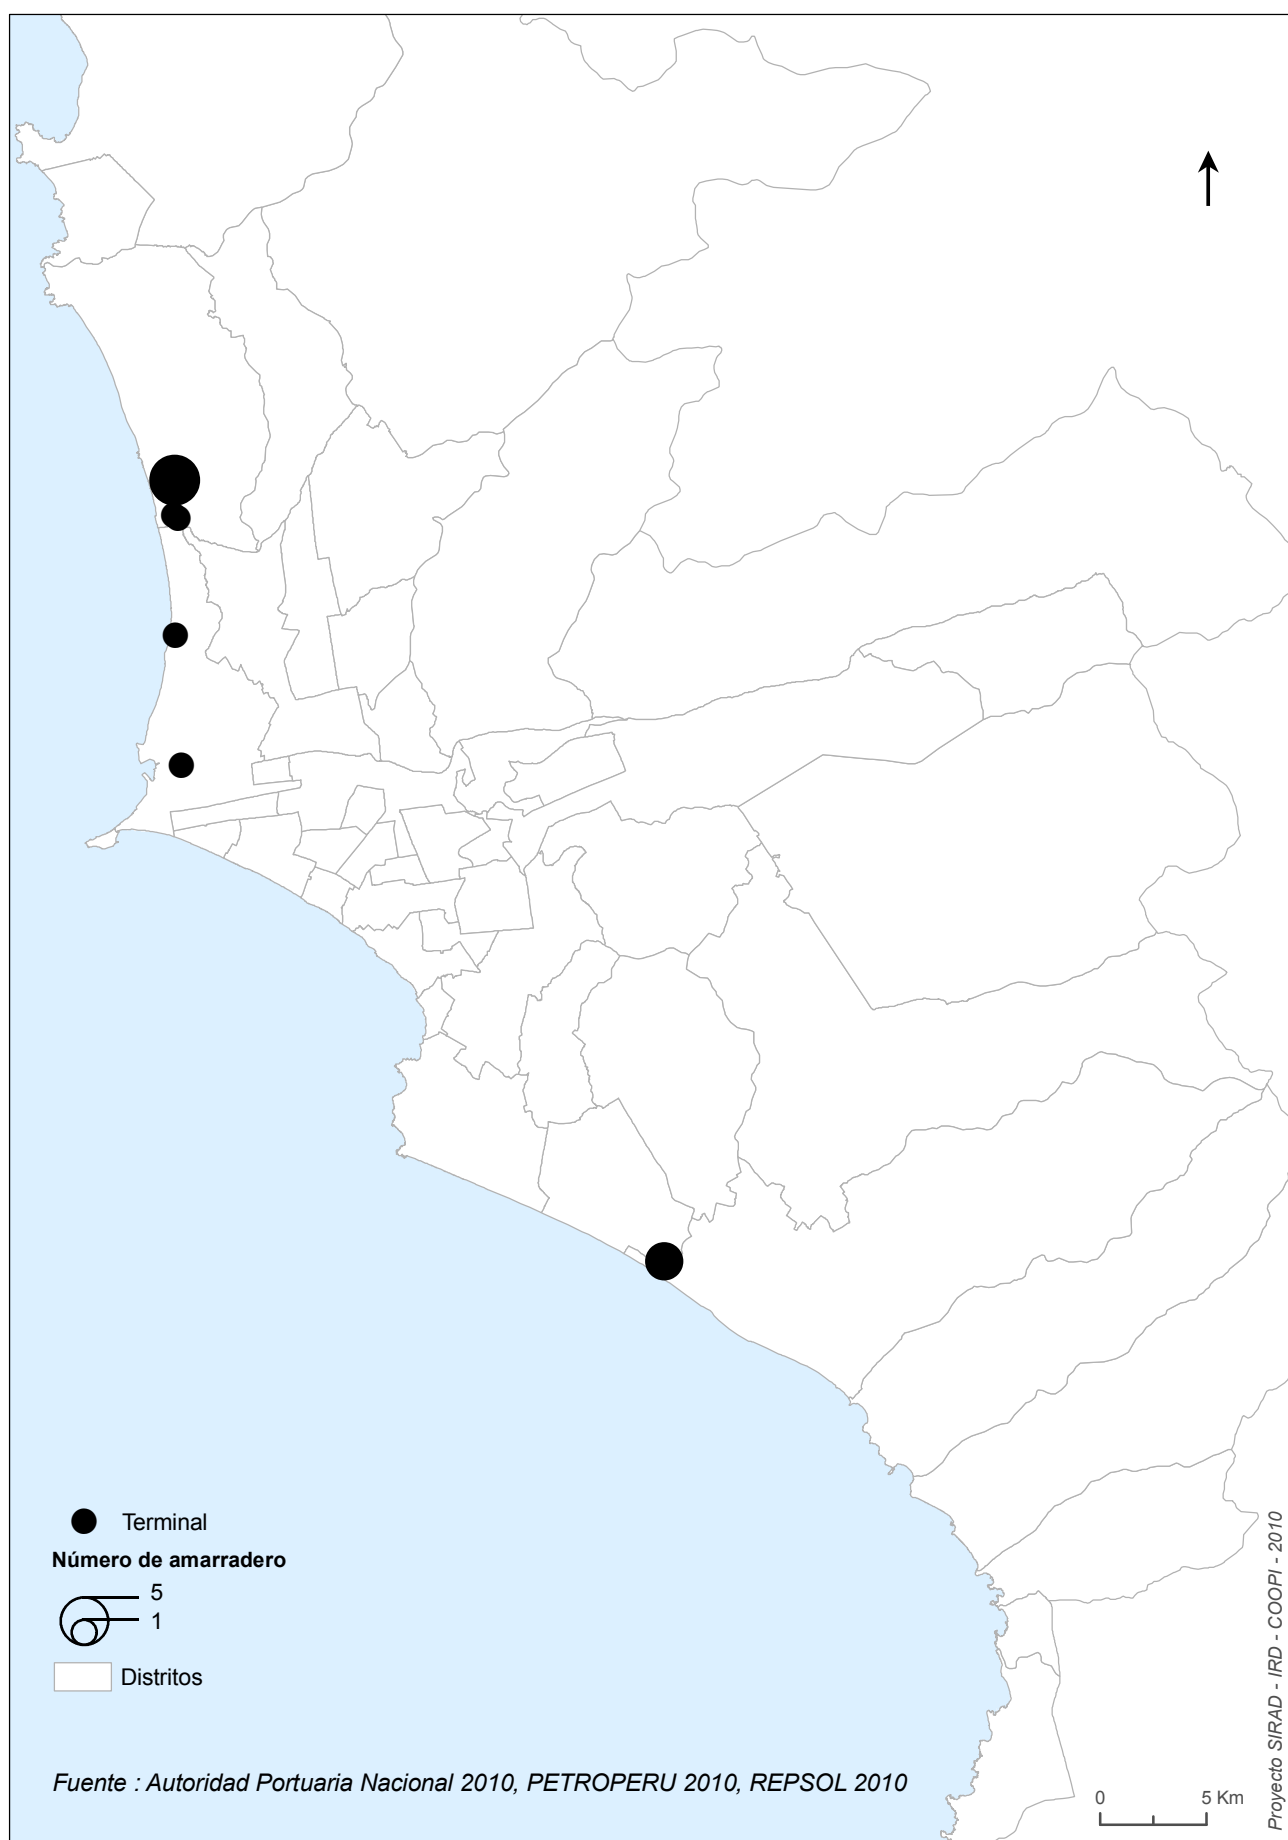 Terminal
Número de amarradero
5
1
Distritos
Fuente : Autoridad Portuaria Nacional 2010, PETROPERU 2010, REPSOL 2010
0 5 Km
Proyecto SIRAD - IRD - COOPI - 2010